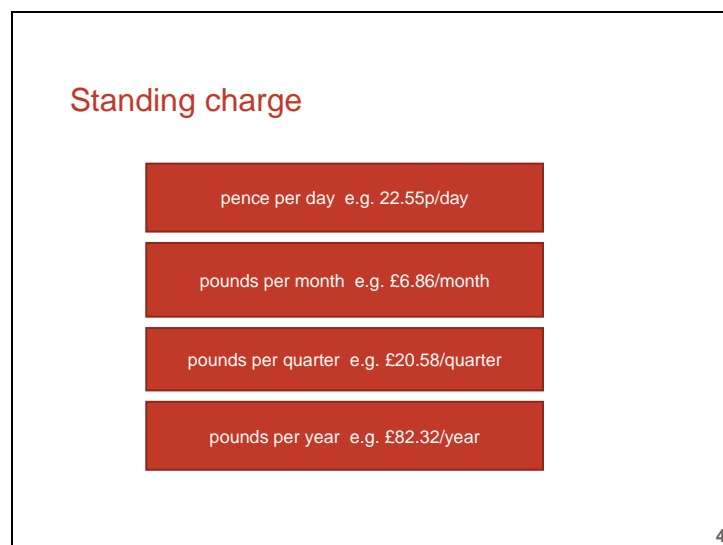 Standing charge
pence per day  e.g. 22.55p/day
pounds per month  e.g. £6.86/month
pounds per quarter  e.g. £20.58/quarter
pounds per year  e.g. £82.32/year
4